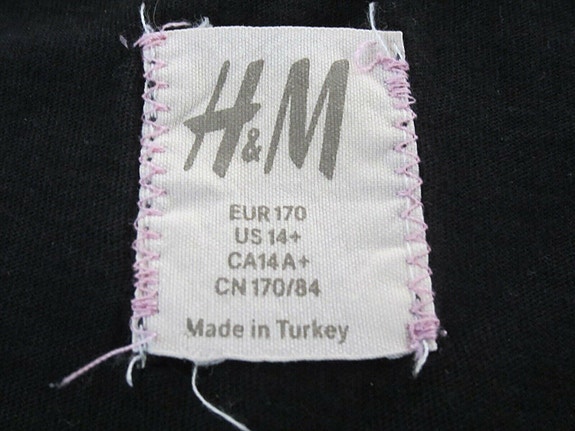 H&M
EUR 170
US 14+
CA14A+
CN 170/84
Made in Turkey